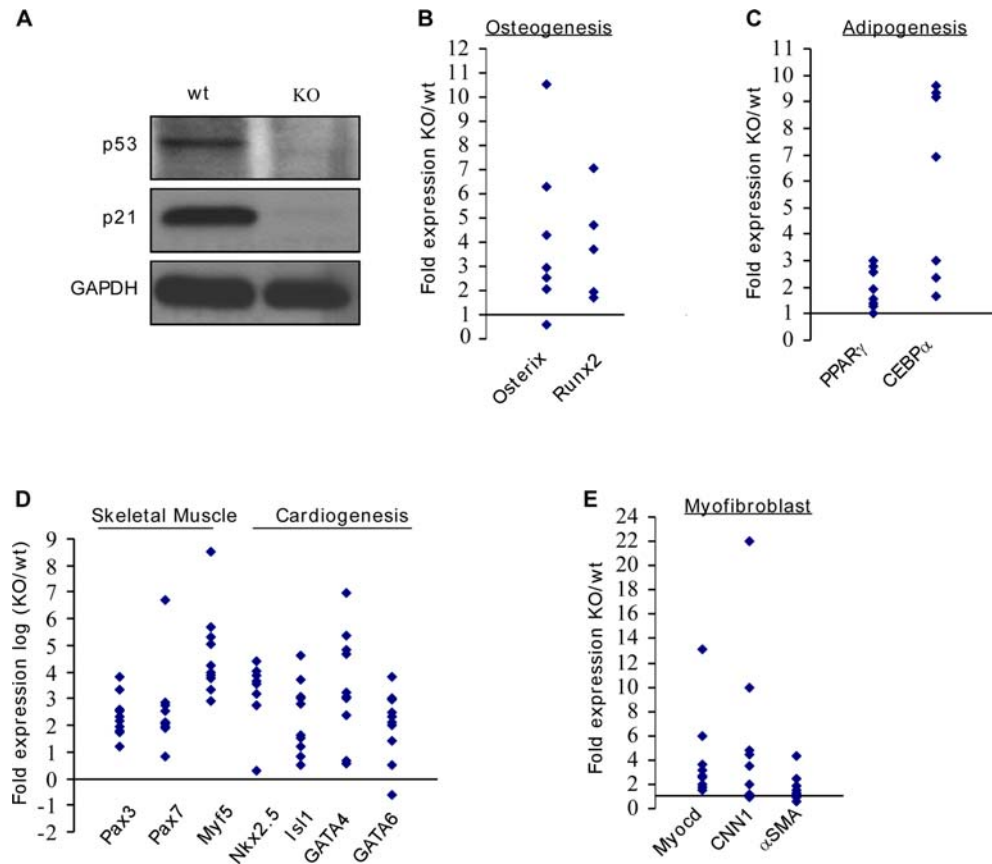 A
wt KO
p53
p21
GAPDH
B
Osteogenesis
Fold expression KO/wt
12
11
10
9
8
7
6
5
4
3
2
1
0
Osterix
Runx2
C
Adipogenesis
Fold expression KO/wt
11
10
9
8
7
6
5
4
3
2
1
0
PPARγ
CEBPα
D
Skeletal Muscle Cardiogenesis
Fold expression log (KO/wt)
9
8
7
6
5
4
3
2
1
0
-1
-2
Pax3
Pax7
Myf5
Nkx2.5
Isl1
GATA4
GATA6
E
Myofibroblast
Fold expression KO/wt
24
22
20
18
16
14
12
10
8
6
4
2
0
Myocd
CNN1
αSMA